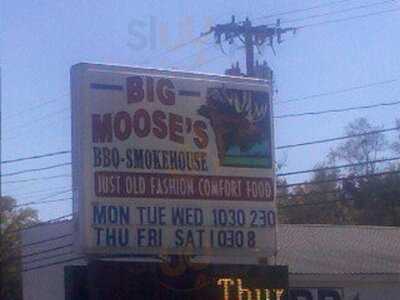 BIG
MOOSE'S
BBQ-SMOKEHOUSE
JUST OLD FASHION COMFORT FOOD
MON TUE WED 1030 230
THU FRI SAT 1030 8
Thur